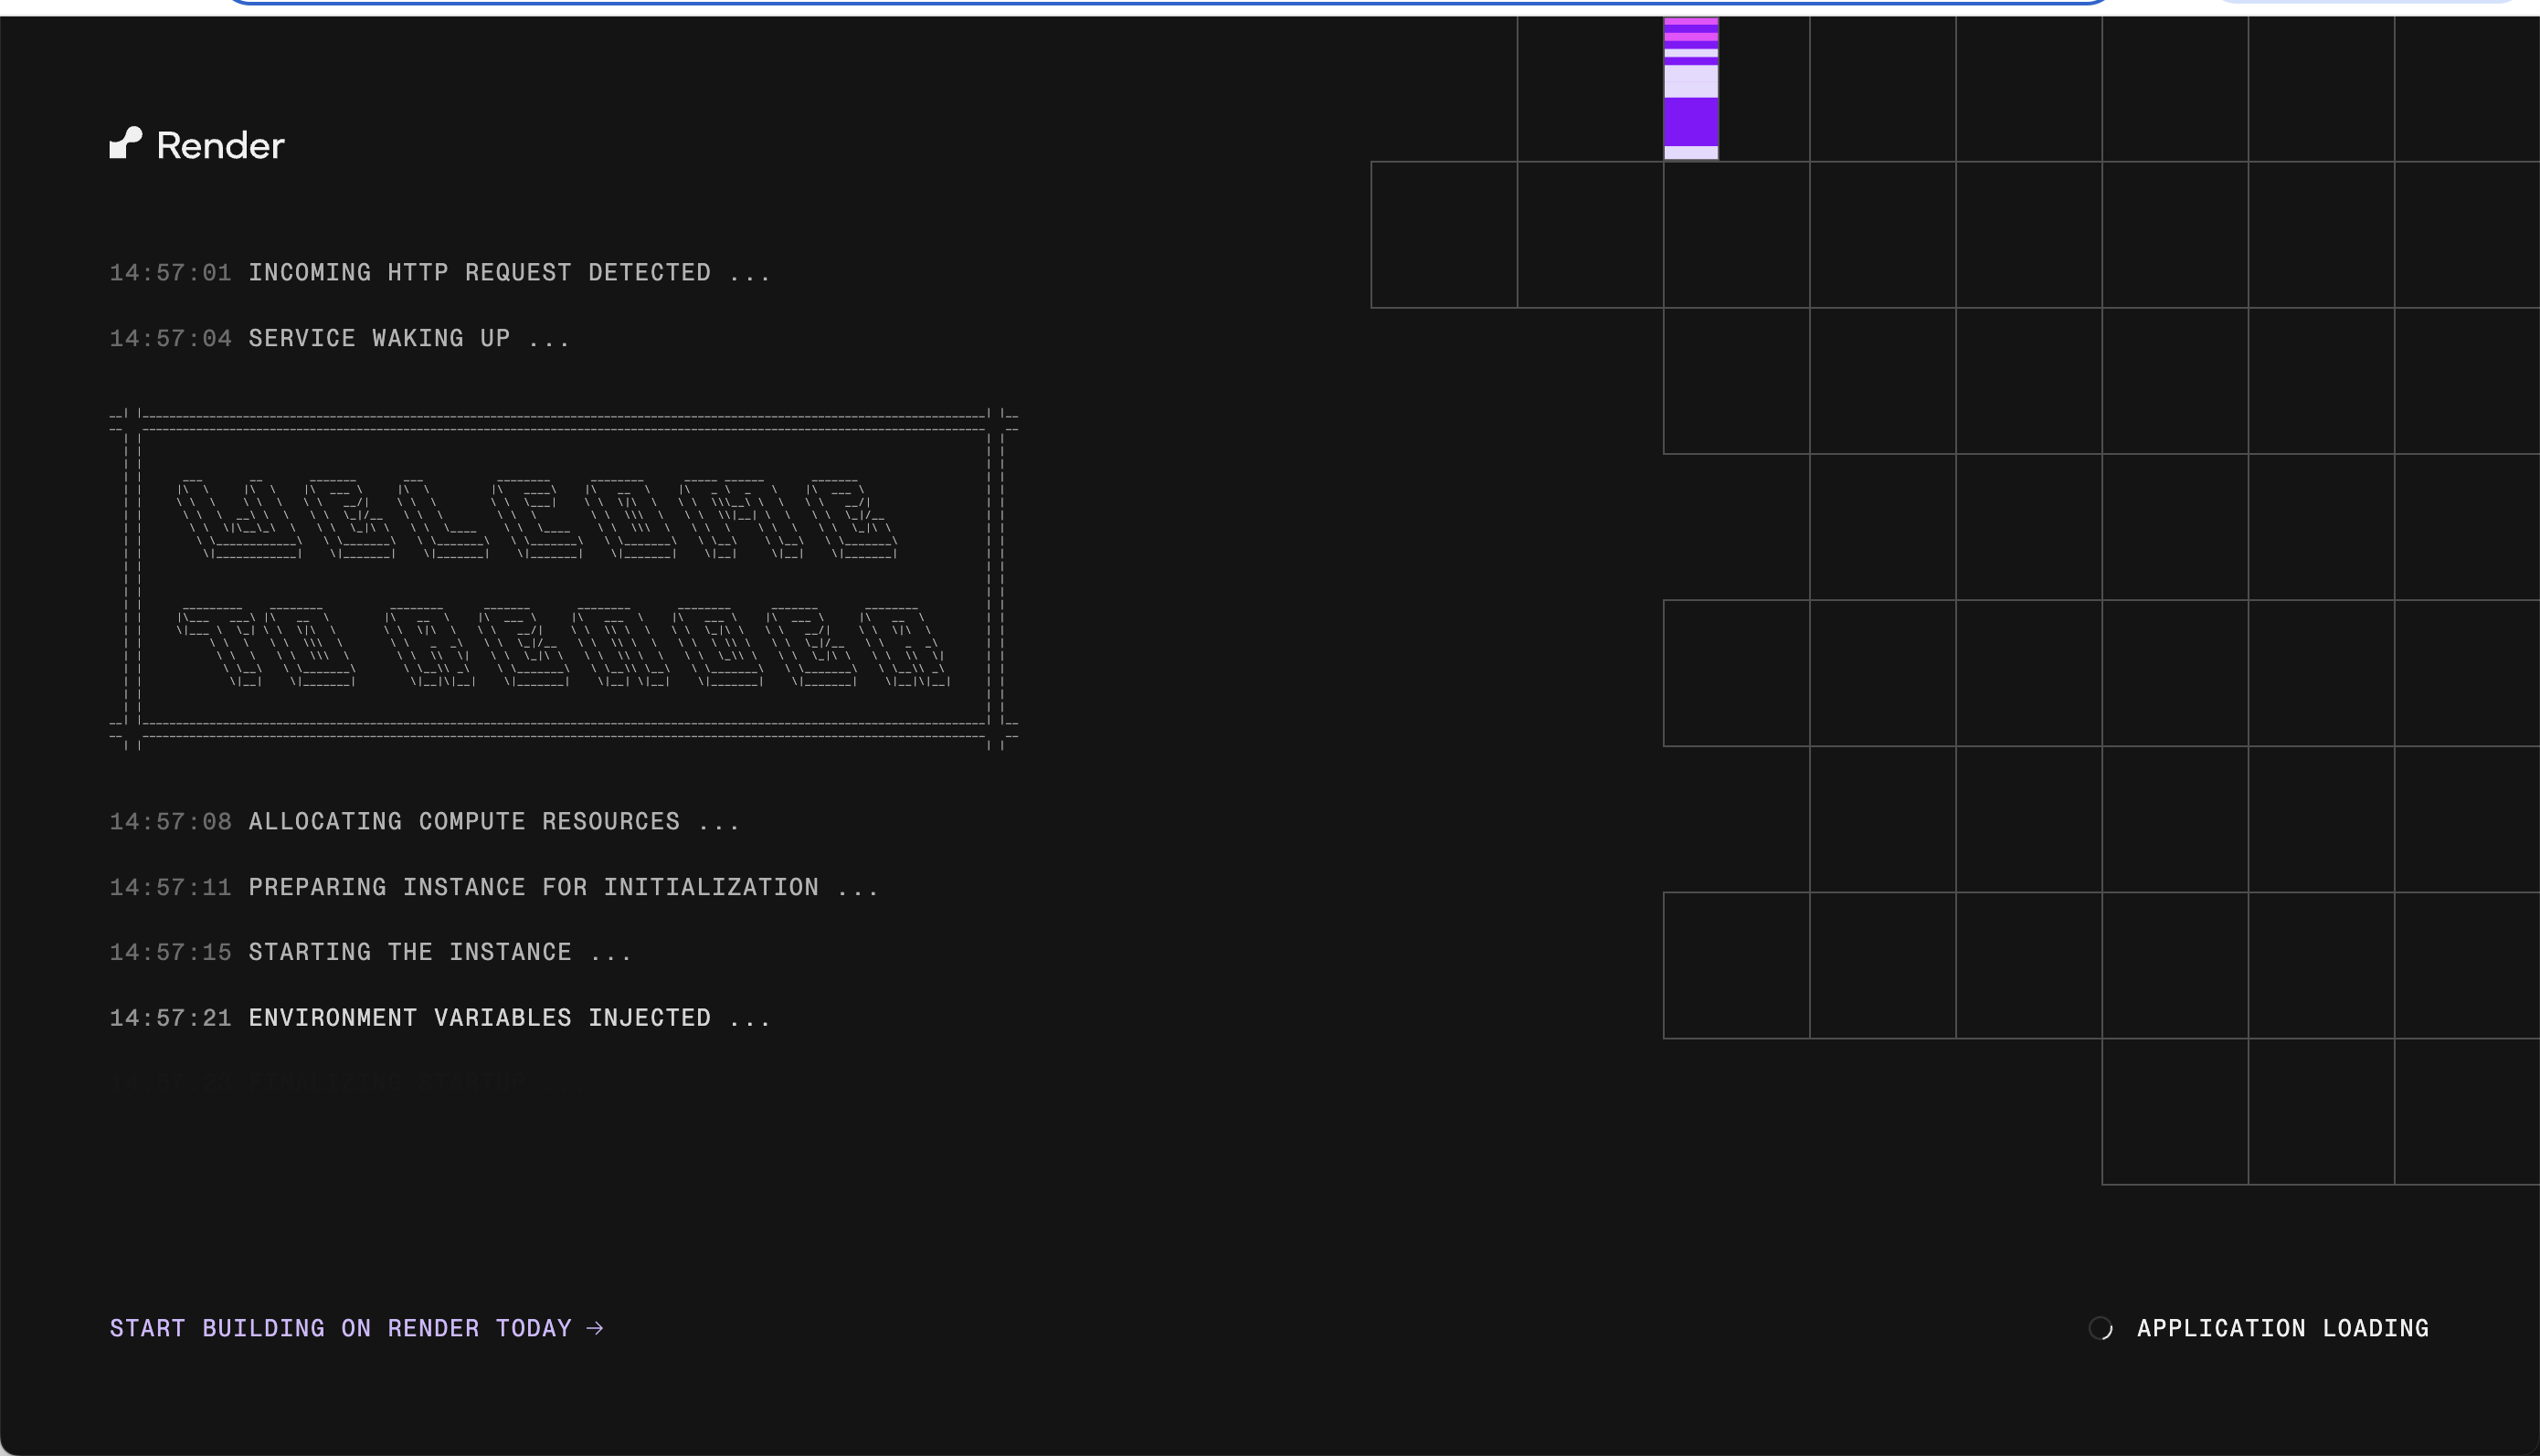 Render
14:57:01 INCOMING HTTP REQUEST DETECTED ...
14:57:04 SERVICE WAKING UP ...
WELCOME
TO RENDER
14:57:08 ALLOCATING COMPUTE RESOURCES ...
14:57:11 PREPARING INSTANCE FOR INITIALIZATION ...
14:57:15 STARTING THE INSTANCE ...
14:57:21 ENVIRONMENT VARIABLES INJECTED ...
FINALIZING STARTUP
START BUILDING ON RENDER TODAY →
APPLICATION LOADING